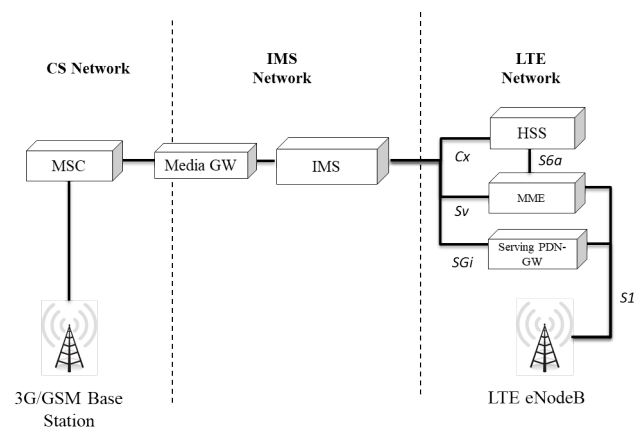 CS Network
IMS
Network
LTE
Network
MSC
Media GW
IMS
HSS
Cx
S6a
MME
Sv
Serving PDN-
GW
SGi
S1
3G/GSM Base
Station
LTE eNodeB